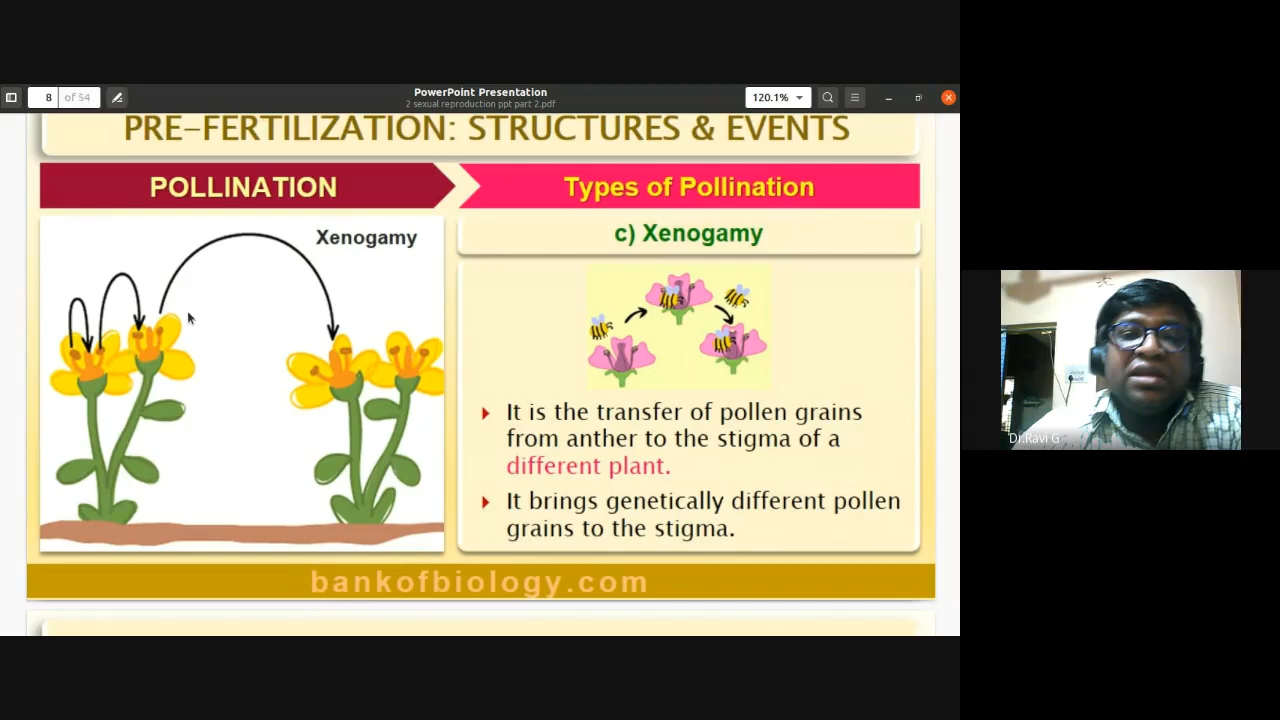 PowerPoint Presentation
2 sexual reproduction ppt part 2.pdf
8 of 54
120.1%
PRE-FERTILIZATION: STRUCTURES & EVENTS
POLLINATION
Types of Pollination
Xenogamy
c) Xenogamy
It is the transfer of pollen grains
from anther to the stigma of a
different plant.
It brings genetically different pollen
grains to the stigma.
bankofbiology.com
Dr.Ravi G